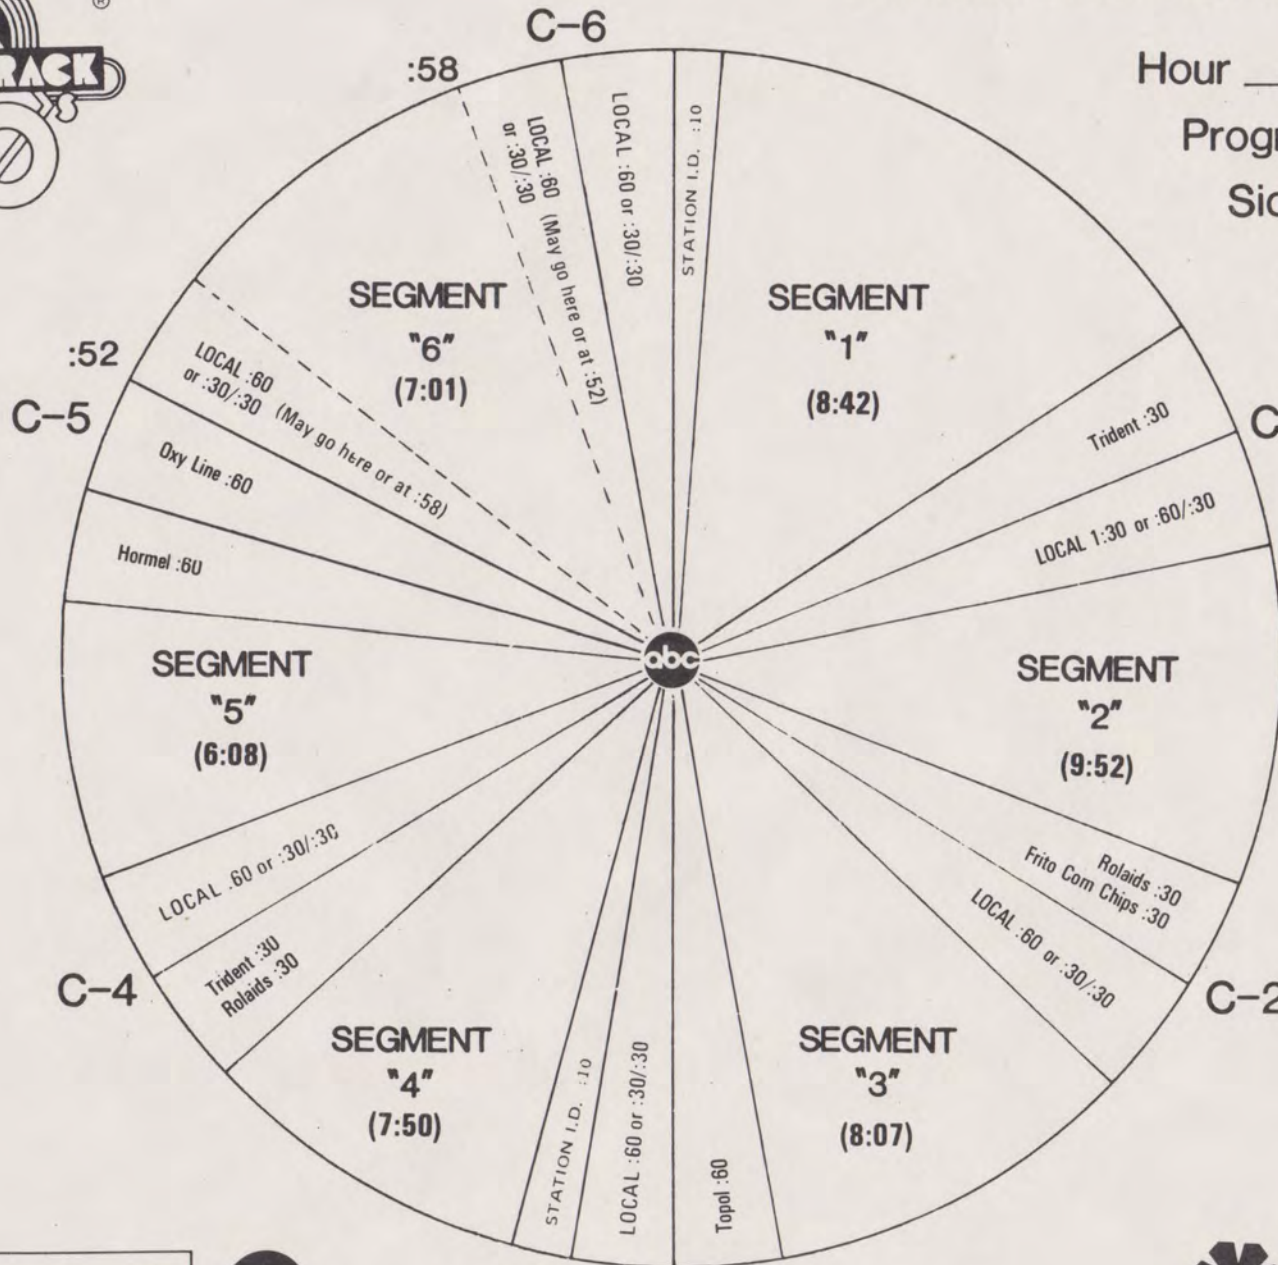 ®
RACK
C-6
:58
Hour
Progr
Sid
LOCAL :60 or :30/:30
STATION I.D. :10
LOCAL :60 (May go here or at :52)
or :30/:30
SEGMENT
"6"
(7:01)
SEGMENT
"1"
(8:42)
:52
LOCAL :60
or :30/:30 (May go here or at :58)
C-5
Oxy Line :60
Hormel :60
Trident :30
C
LOCAL 1:30 or :60/:30
abc
SEGMENT
"5"
(6:08)
SEGMENT
"2"
(9:52)
LOCAL :60 or :30/:30
Trident :30
Rolaids :30
C-4
Rolaids :30
Frito Corn Chips :30
LOCAL :60 or :30/:30
C-2
SEGMENT
"4"
(7:50)
STATION I.D. :10
LOCAL :60 or :30/:30
Topol :60
SEGMENT
"3"
(8:07)